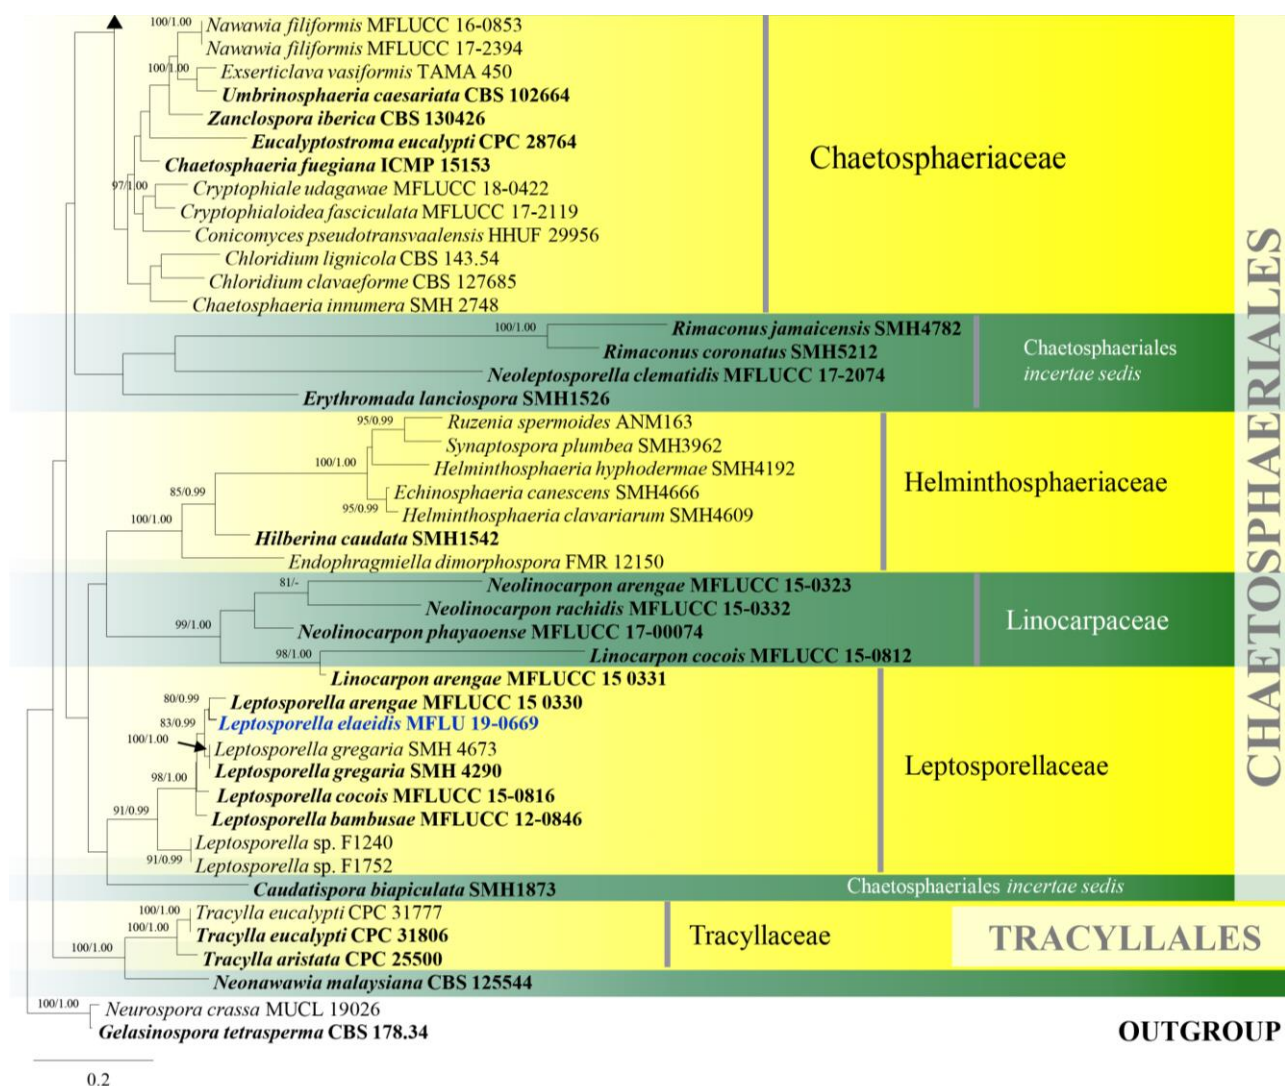 100/1.00
Nawawia filiformis MFLUCC 16-0853
Nawawia filiformis MFLUCC 17-2394
100/1.00
Exserticlava vasiformis TAMA 450
Umbrinosphaeria caesariata CBS 102664
Zanclospora iberica CBS 130426
Eucalyptostroma eucalypti CPC 28764
Chaetosphaeria fuegiana ICMP 15153
97/1.00
Cryptophiale udagawae MFLUCC 18-0422
Cryptophialoidea fasciculata MFLUCC 17-2119
Conicomyces pseudotransvaalensis HHUF 29956
Chloridium lignicola CBS 143.54
Chloridium clavaeforme CBS 127685
Chaetosphaeria innumera SMH 2748
Chaetosphaeriaceae
100/1.00
Rimaconus jamaicensis SMH4782
Rimaconus coronatus SMH5212
Neoleptosporella clematidis MFLUCC 17-2074
Erythromada lanciospora SMH1526
Chaetosphaeriales
incertae sedis
95/0.99
Ruzenia spermoides ANM163
Synaptospora plumbea SMH3962
100/1.00
Helminthosphaeria hyphodermae SMH4192
85/0.99
Echinosphaeria canescens SMH4666
95/0.99
Helminthosphaeria clavariarum SMH4609
100/1.00
Hilberina caudata SMH1542
Endophragmiella dimorphospora FMR 12150
Helminthosphaeriaceae
81/-
Neolinocarpon arengae MFLUCC 15-0323
Neolinocarpon rachidis MFLUCC 15-0332
99/1.00
Neolinocarpon phayaoense MFLUCC 17-00074
98/1.00
Linocarpon cocois MFLUCC 15-0812
Linocarpon arengae MFLUCC 15 0331
Linocarpaceae
80/0.99
Leptosporella arengae MFLUCC 15 0330
83/0.99
Leptosporella elaeidis MFLU 19-0669
100/1.00
Leptosporella gregaria SMH 4673
Leptosporella gregaria SMH 4290
98/1.00
Leptosporella cocois MFLUCC 15-0816
91/0.99
Leptosporella bambusae MFLUCC 12-0846
Leptosporella sp. F1240
91/0.99
Leptosporella sp. F1752
Leptosporellaceae
Caudatispora biapiculata SMH1873
Chaetosphaeriales incertae sedis
CHAETOSPHAERIALES
100/1.00
Tracylla eucalypti CPC 31777
100/1.00
Tracylla eucalypti CPC 31806
100/1.00
Tracylla aristata CPC 25500
Tracyllaceae
TRACYLLALES
Neonawawia malaysiana CBS 125544
100/1.00
Neurospora crassa MUCL 19026
Gelasinospora tetrasperma CBS 178.34
OUTGROUP
0.2